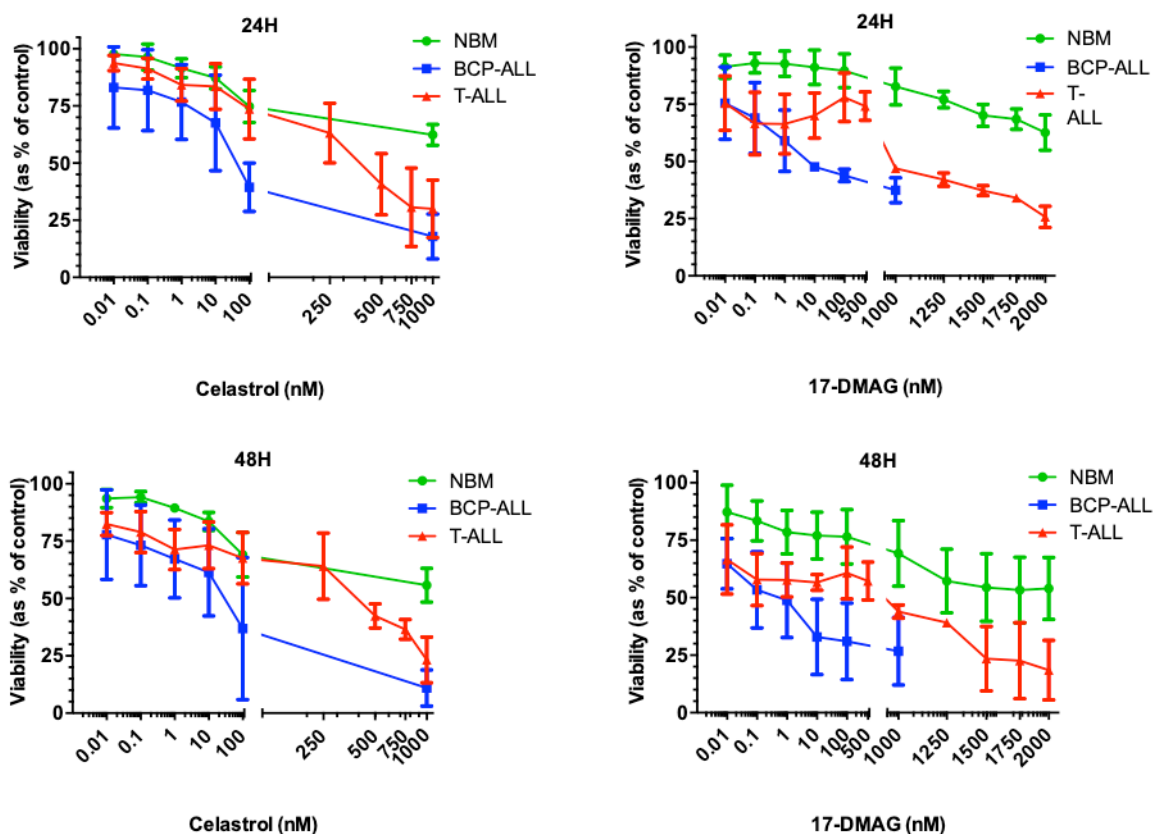 24H
NBM
BCP-ALL
T-ALL
Viability (as % of control)
100
75
50
25
0
0.01
0.1
1
10
100
250
500
750
1000
Celastrol (nM)
24H
NBM
BCP-ALL
T-
ALL
Viability (as % of control)
100
75
50
25
0
0.01
0.1
1
10
100
500
1000
1250
1500
1750
2000
17-DMAG (nM)
48H
NBM
BCP-ALL
T-ALL
Viability (as % of control)
100
75
50
25
0
0.01
0.1
1
10
100
250
500
750
1000
Celastrol (nM)
48H
NBM
BCP-ALL
T-ALL
Viability (as % of control)
100
75
50
25
0
0.01
0.1
1
10
100
500
1000
1250
1500
1750
2000
17-DMAG (nM)